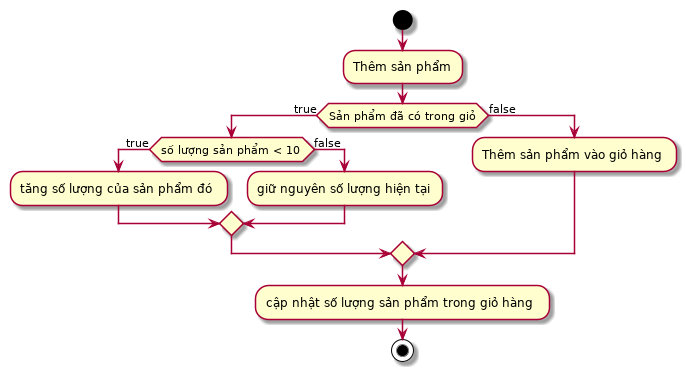 Thêm sản phẩm
true
Sản phẩm đã có trong giỏ
false
true
số lượng sản phẩm < 10
false
Thêm sản phẩm vào giỏ hàng
tăng số lượng của sản phẩm đó
giữ nguyên số lượng hiện tại
cập nhật số lượng sản phẩm trong giỏ hàng